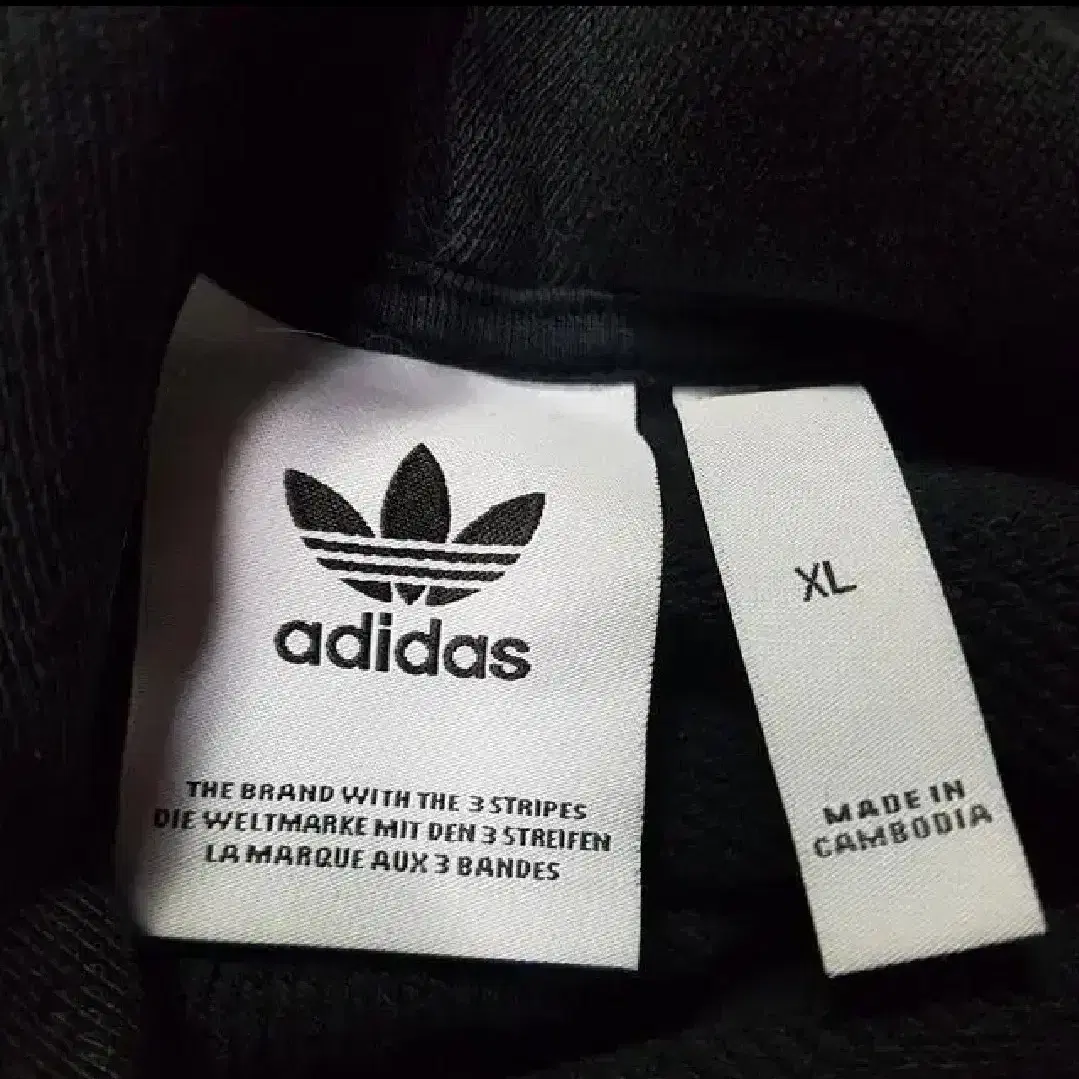 adidas
THE BRAND WITH THE 3 STRIPES
DIE WELTMARKE MIT DEN 3 STREIFEN
LA MARQUE AUX 3 BANDES
XL
MADE IN
CAMBODIA